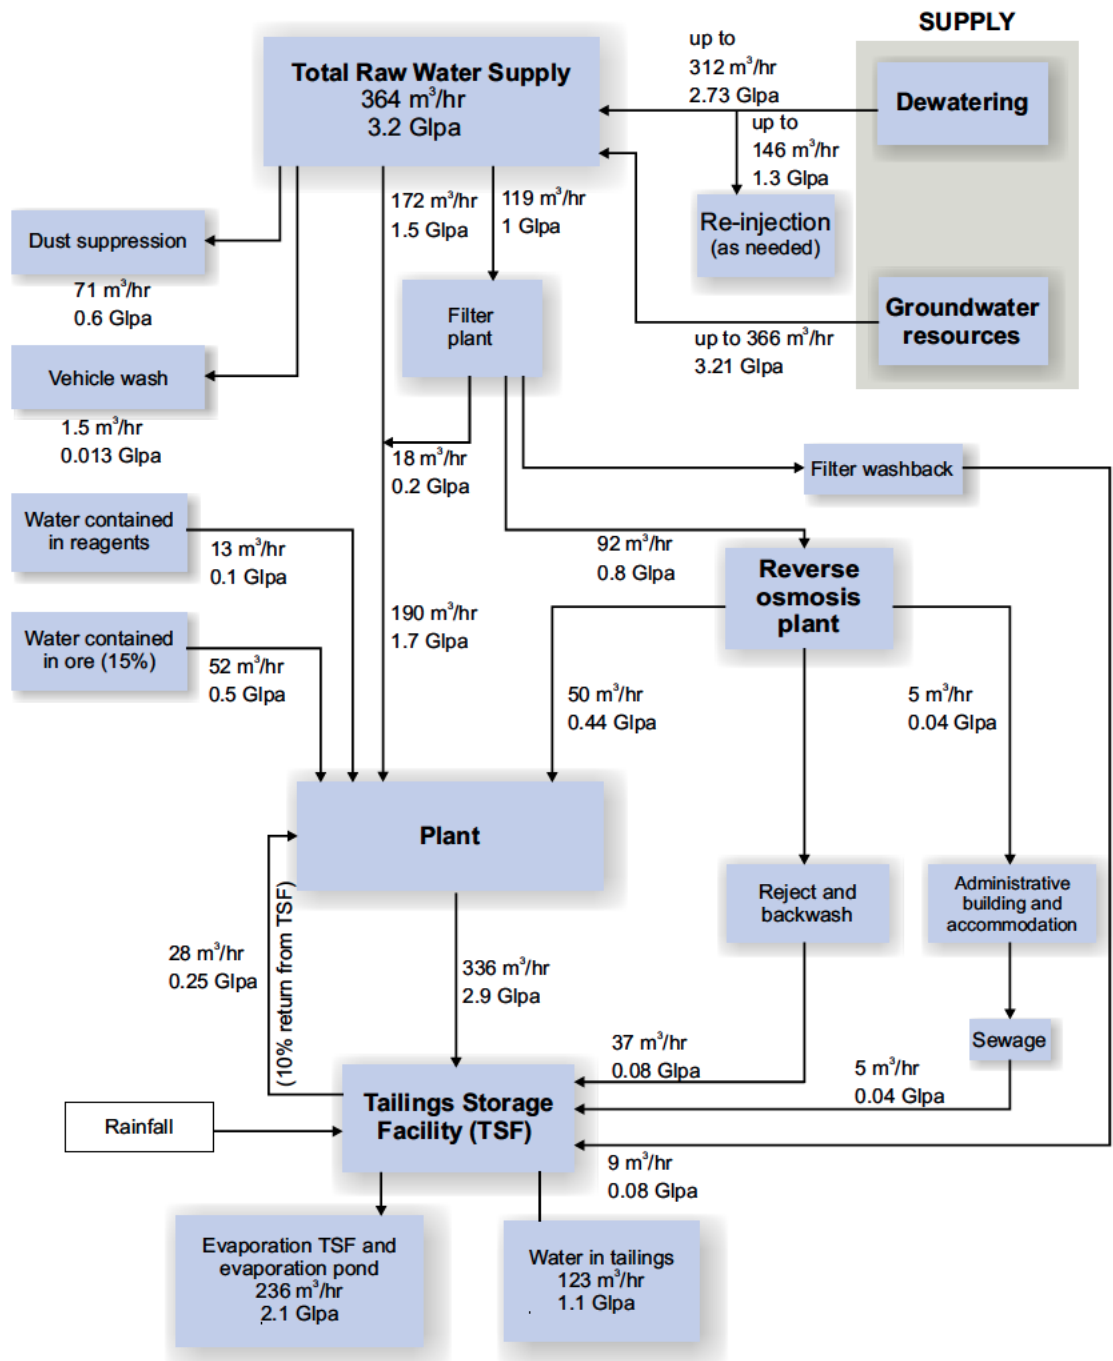 SUPPLY
up to
312 m³/hr
2.73 Glpa
Total Raw Water Supply
364 m³/hr
3.2 Glpa
Dewatering
up to
146 m³/hr
1.3 Glpa
172 m³/hr
1.5 Glpa
119 m³/hr
1 Glpa
Re-injection
(as needed)
Dust suppression
71 m³/hr
0.6 Glpa
Filter
plant
Groundwater
resources
up to 366 m³/hr
3.21 Glpa
Vehicle wash
1.5 m³/hr
0.013 Glpa
18 m³/hr
0.2 Glpa
Filter washback
Water contained
in reagents
13 m³/hr
0.1 Glpa
92 m³/hr
0.8 Glpa
Reverse
osmosis
plant
Water contained
in ore (15%)
52 m³/hr
0.5 Glpa
190 m³/hr
1.7 Glpa
50 m³/hr
0.44 Glpa
5 m³/hr
0.04 Glpa
Plant
Reject and
backwash
Administrative
building and
accommodation
28 m³/hr
0.25 Glpa
(10% return from TSF)
336 m³/hr
2.9 Glpa
37 m³/hr
0.08 Glpa
Sewage
5 m³/hr
0.04 Glpa
Rainfall
Tailings Storage
Facility (TSF)
9 m³/hr
0.08 Glpa
Evaporation TSF and
evaporation pond
236 m³/hr
2.1 Glpa
Water in tailings
123 m³/hr
1.1 Glpa